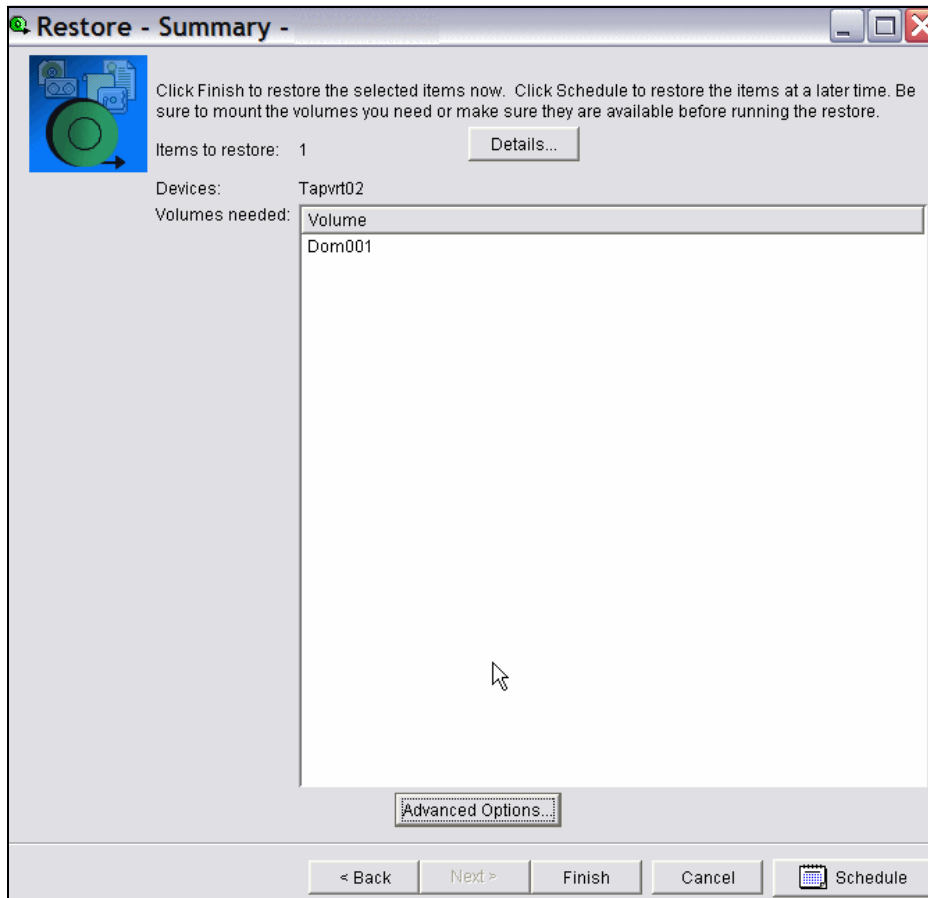 Restore - Summary -
Click Finish to restore the selected items now. Click Schedule to restore the items at a later time. Be
sure to mount the volumes you need or make sure they are available before running the restore.
Items to restore: 1 Details...
Devices: Tapvrt02
Volumes needed: Volume
Dom001
Advanced Options...
< Back Next > Finish Cancel Schedule